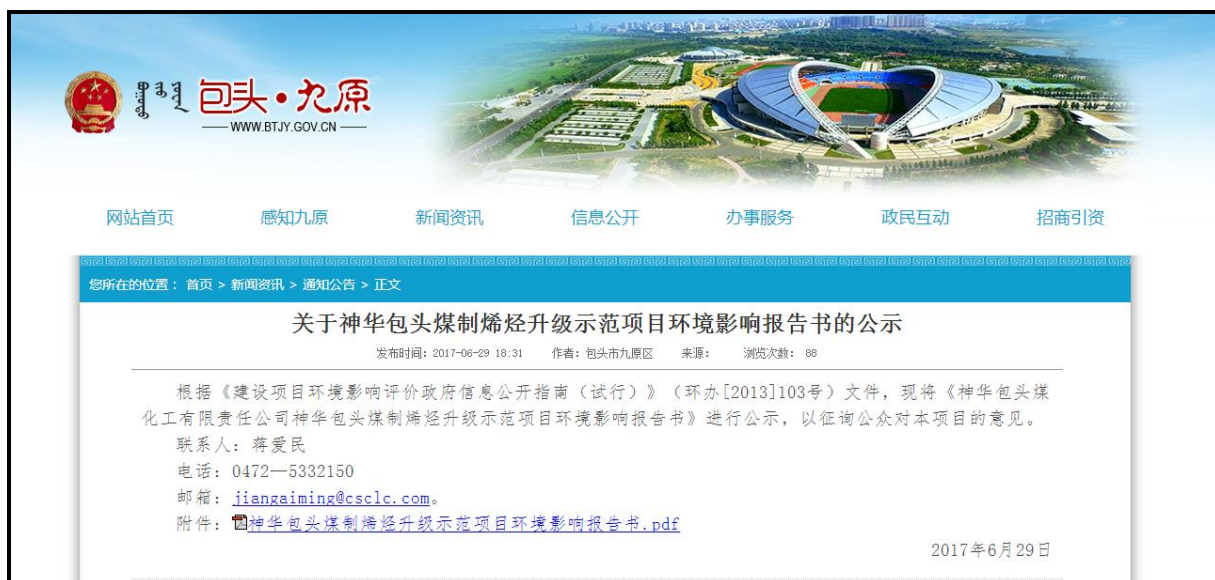 包头·九原
WWW.BTJY.GOV.CN
网站首页 感知九原 新闻资讯 信息公开 办事服务 政民互动 招商引资
您所在的位置： 首页 > 新闻资讯 > 通知公告 > 正文
关于神华包头煤制烯烃升级示范项目环境影响报告书的公示
发布时间：2017-06-29 18:31 作者：包头市九原区 来源： 浏览次数： 88
根据《建设项目环境影响评价政府信息公开指南（试行）》（环办[2013]103号）文件，现将《神华包头煤
化工有限责任公司神华包头煤制烯烃升级示范项目环境影响报告书》进行公示，以征询公众对本项目的意见。
联系人：蒋爱民
电话：0472—5332150
邮箱：jiangaiming@csclc.com。
附件：神华包头煤制烯烃升级示范项目环境影响报告书.pdf
2017年6月29日